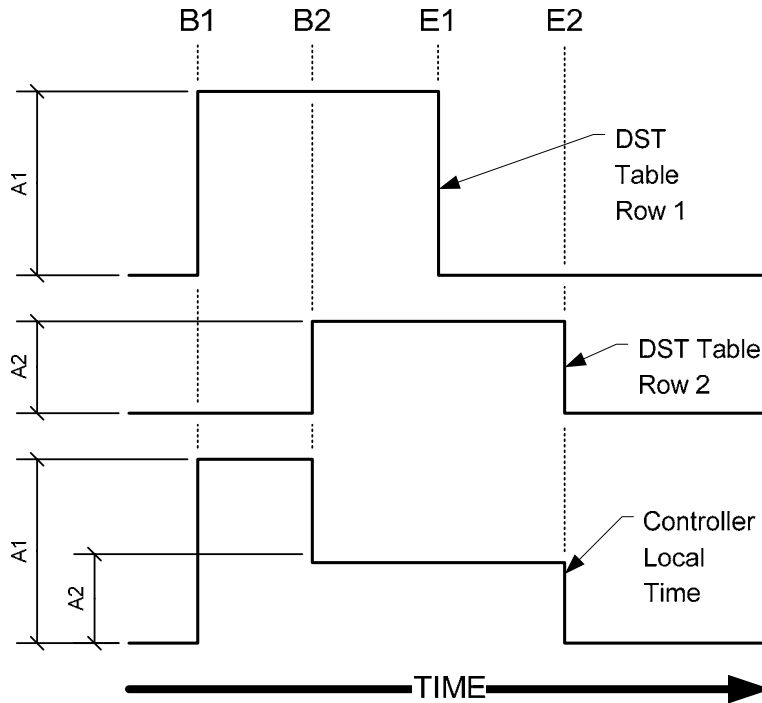 B1 B2 E1 E2
A1
DST
Table
Row 1
A2
DST Table
Row 2
A1
A2
Controller
Local
Time
TIME